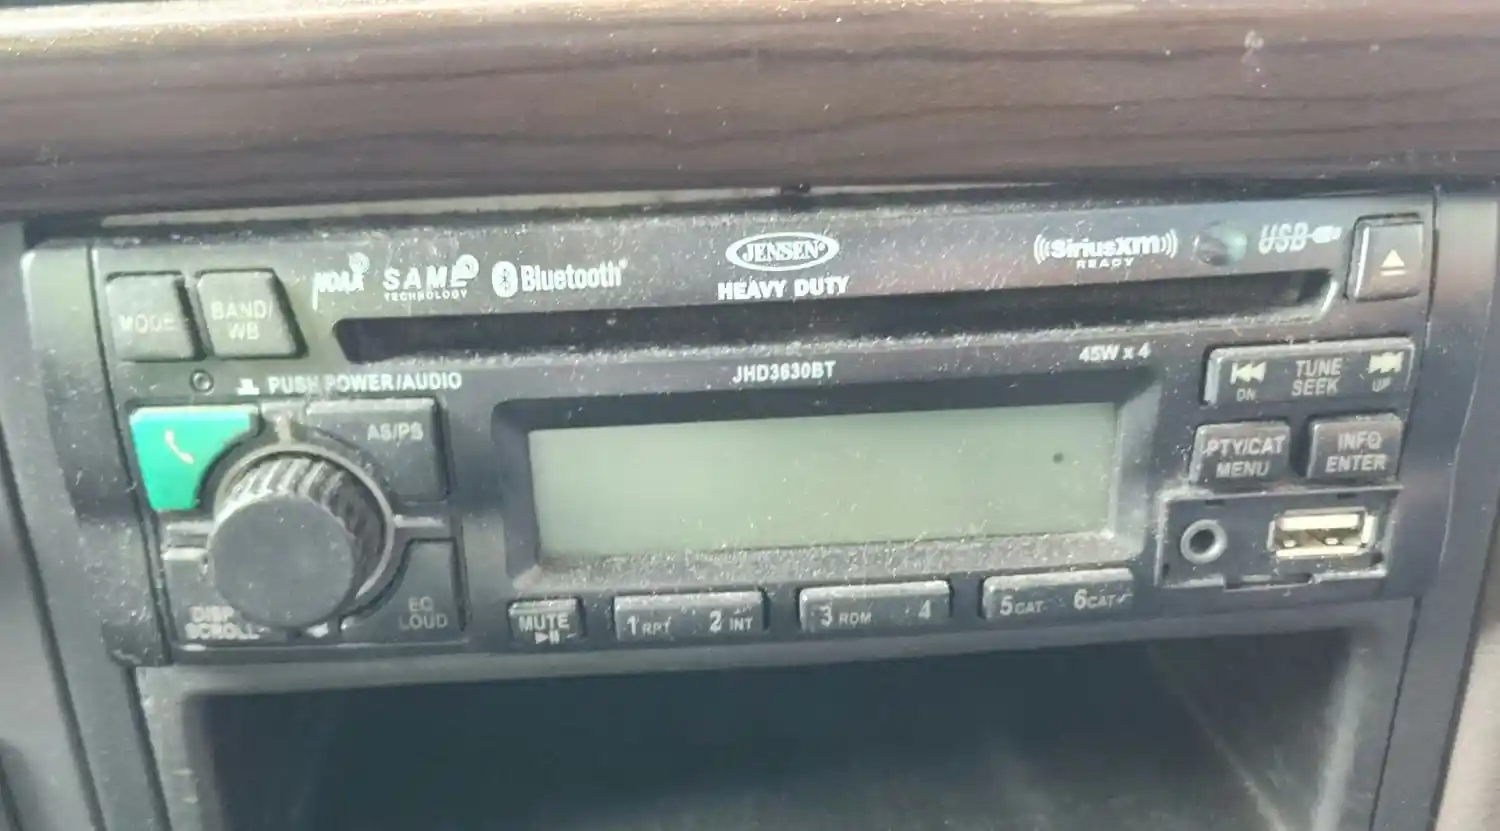 NOAA
SAME
TECHNOLOGY
Bluetooth®
JENSEN®
HEAVY DUTY
SiriusXM
READY
USB
MODE
BAND/
WB
PUSH POWER/AUDIO
JHD3630BT
45W x 4
AS/PS
TUNE
SEEK
DN
UP
PTY/CAT
MENU
INFO
ENTER
DISP
SCROLL
EQ
LOUD
MUTE
1 RPT
2 INT
3 RDM
4
5 CAT-
6 CAT+